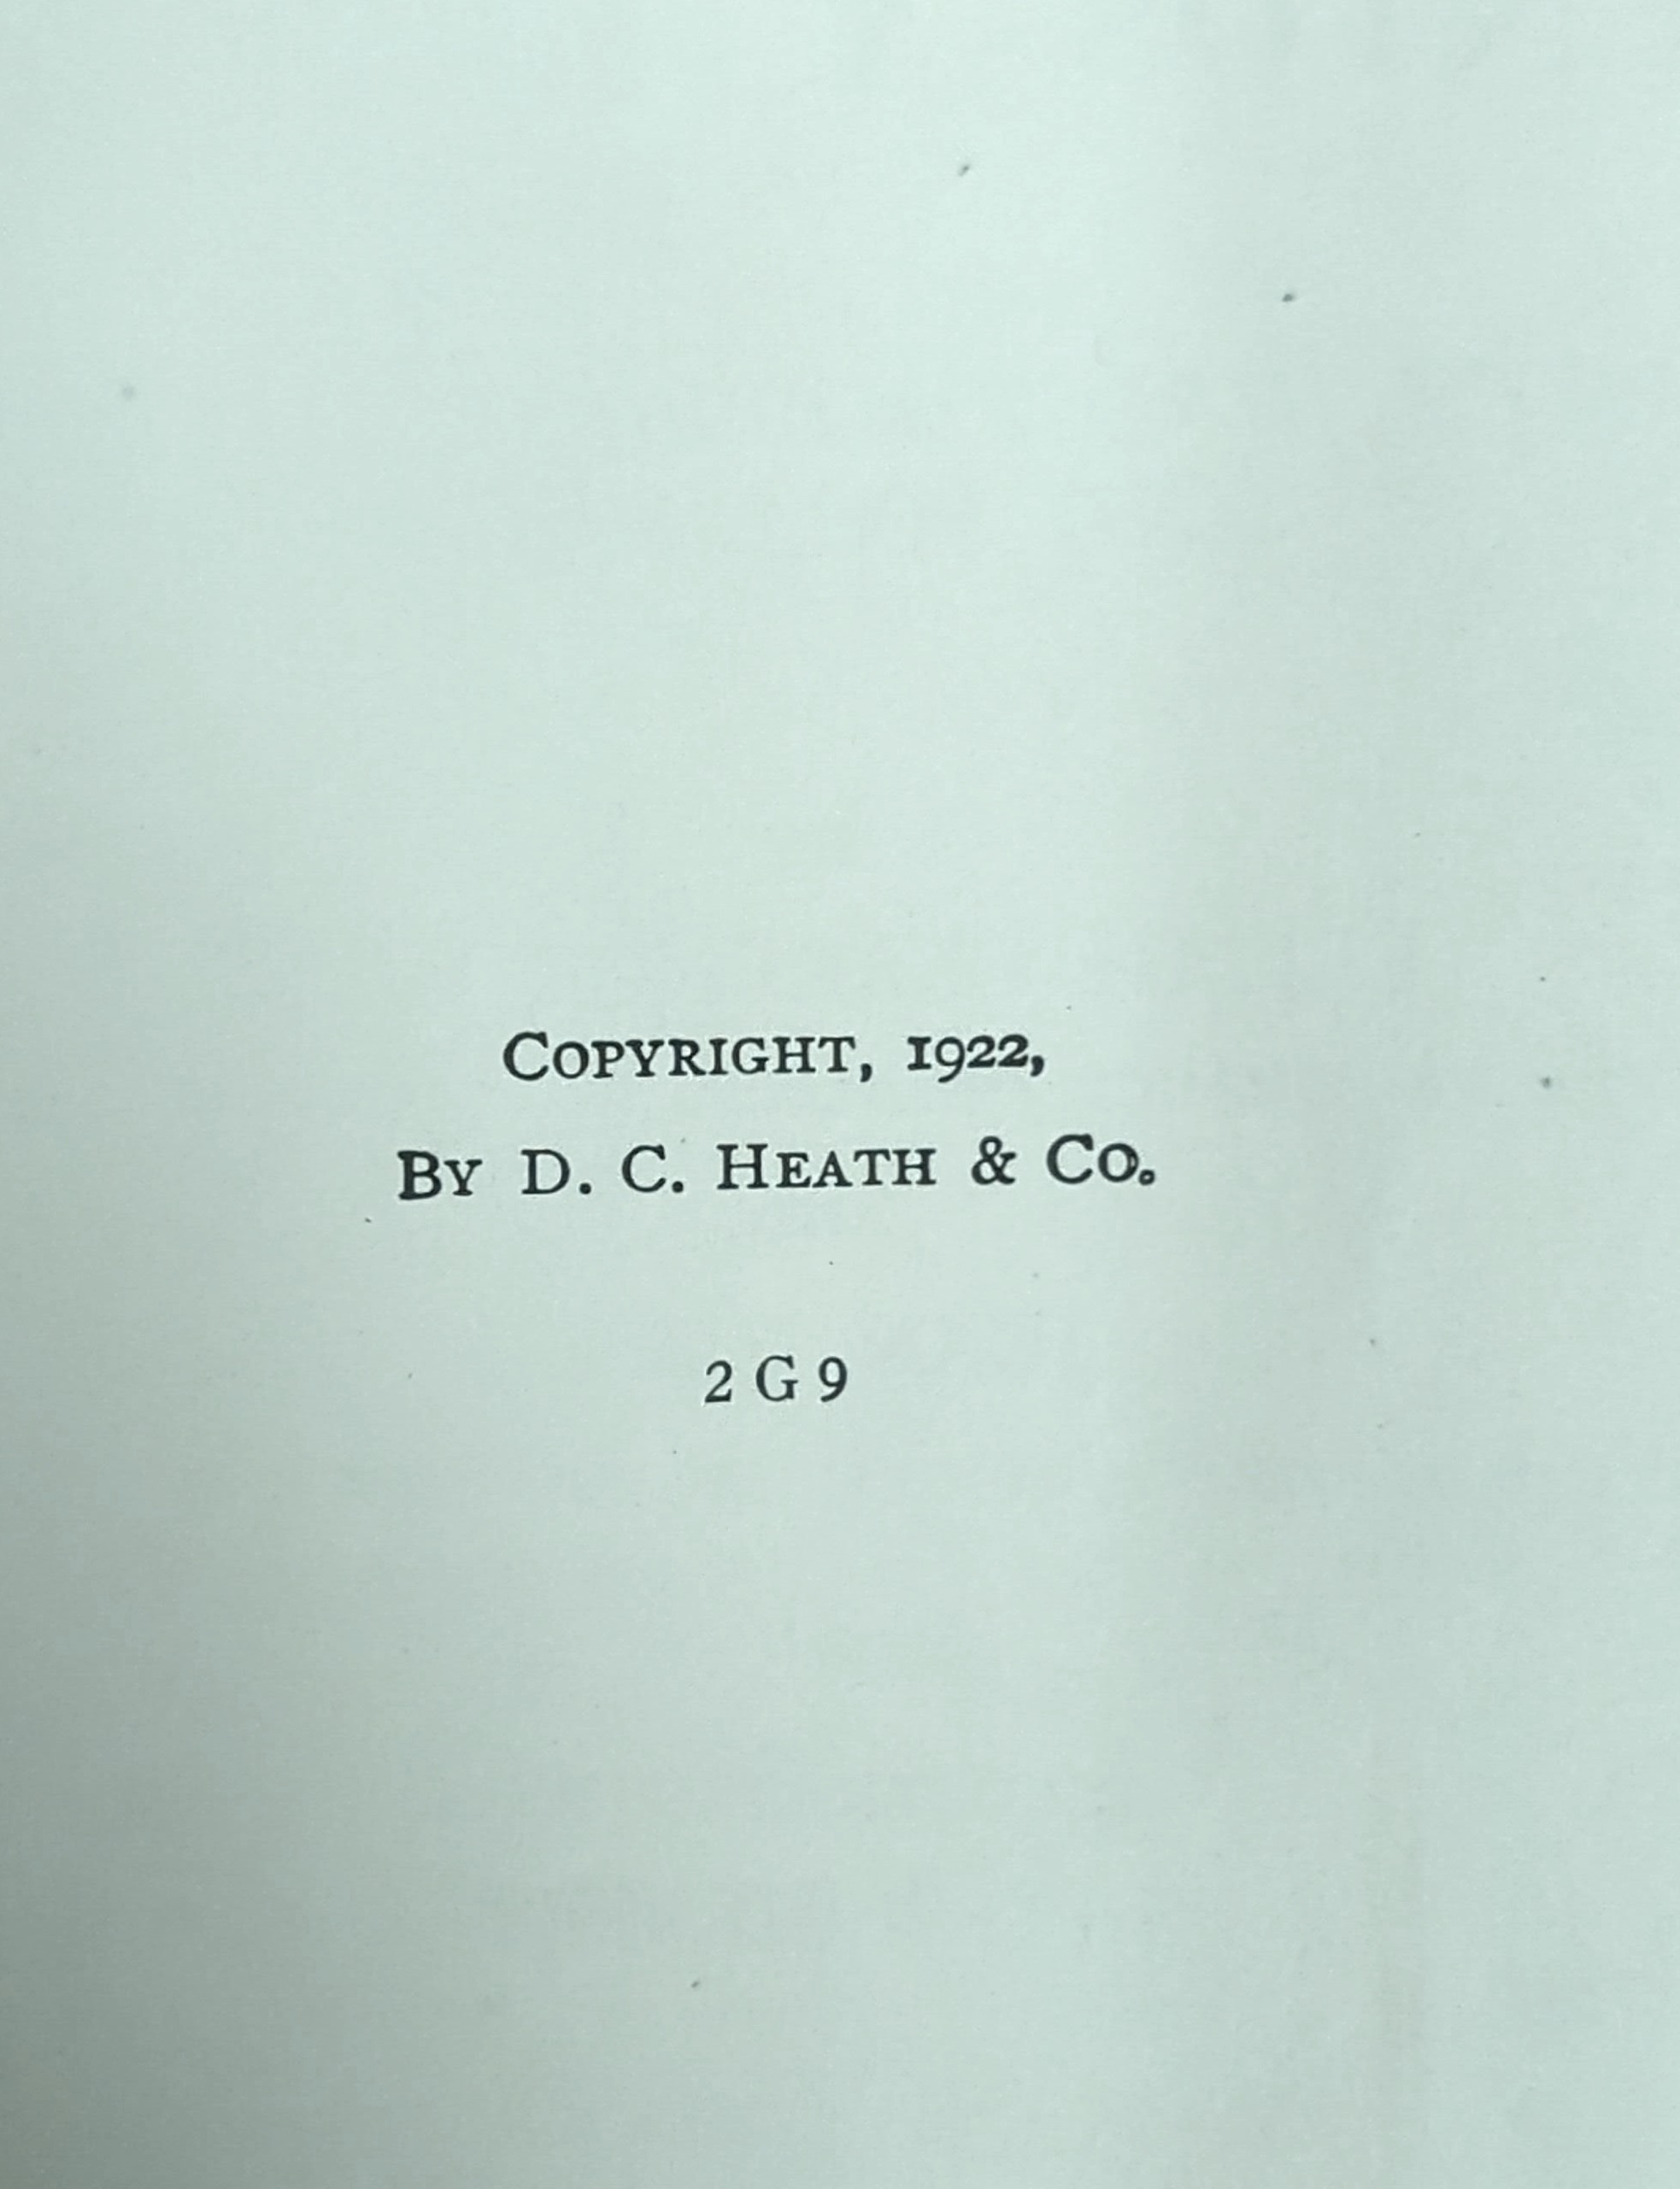 Copyright, 1922,
By D. C. Heath & Co.
2 G 9